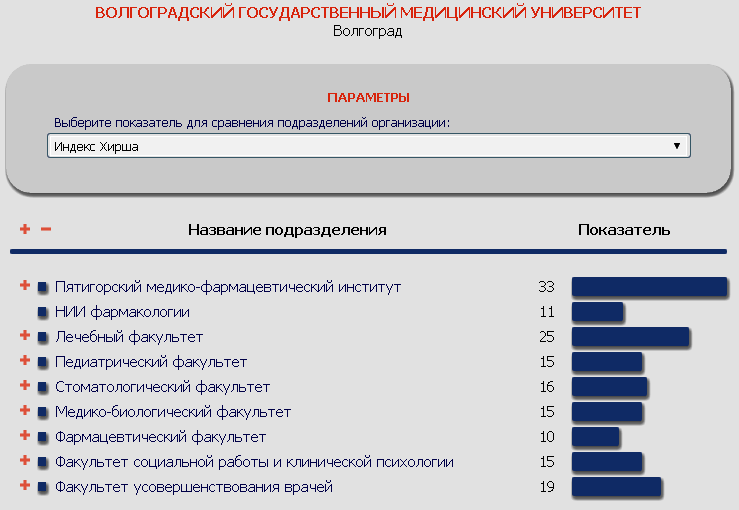 ВОЛГОГРАДСКИЙ ГОСУДАРСТВЕННЫЙ МЕДИЦИНСКИЙ УНИВЕРСИТЕТ
Волгоград
ПАРАМЕТРЫ
Выберите показатель для сравнения подразделений организации:
Индекс Хирша
Название подразделения Показатель
Пятигорский медико-фармацевтический институт 33
НИИ фармакологии 11
Лечебный факультет 25
Педиатрический факультет 15
Стоматологический факультет 16
Медико-биологический факультет 15
Фармацевтический факультет 10
Факультет социальной работы и клинической психологии 15
Факультет усовершенствования врачей 19